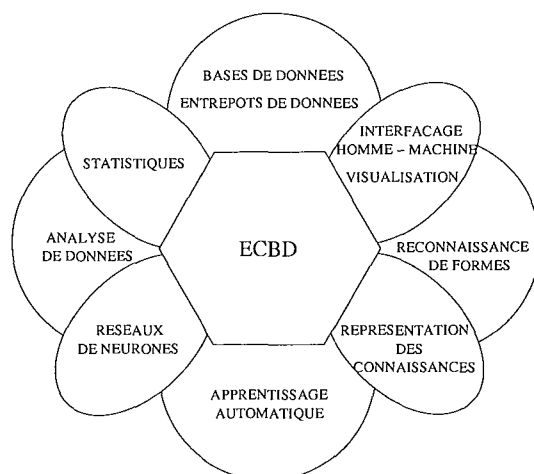 BASES DE DONNEES
ENTREPOTS DE DONNEES
INTERFACAGE
HOMME – MACHINE
VISUALISATION
STATISTIQUES
ANALYSE
DE DONNEES
ECBD
RECONNAISSANCE
DE FORMES
RESEAUX
DE NEURONES
REPRESENTATION
DES
CONNAISSANCES
APPRENTISSAGE
AUTOMATIQUE